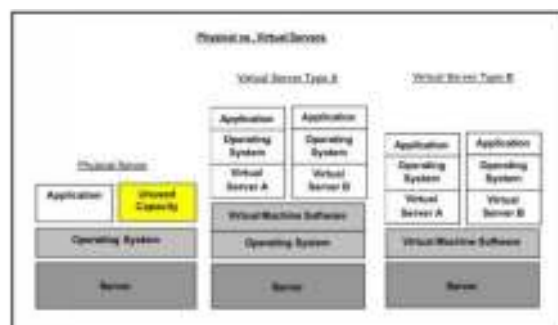 Physical vs. Virtual Servers
Virtual Server Type A
Virtual Server Type B
Physical Server
Application
Unused
Capacity
Operating System
Server
Application
Operating
System
Virtual
Server A
Application
Operating
System
Virtual
Server B
Virtual Machine Software
Operating System
Server
Application
Operating
System
Virtual
Server A
Application
Operating
System
Virtual
Server B
Virtual Machine Software
Server